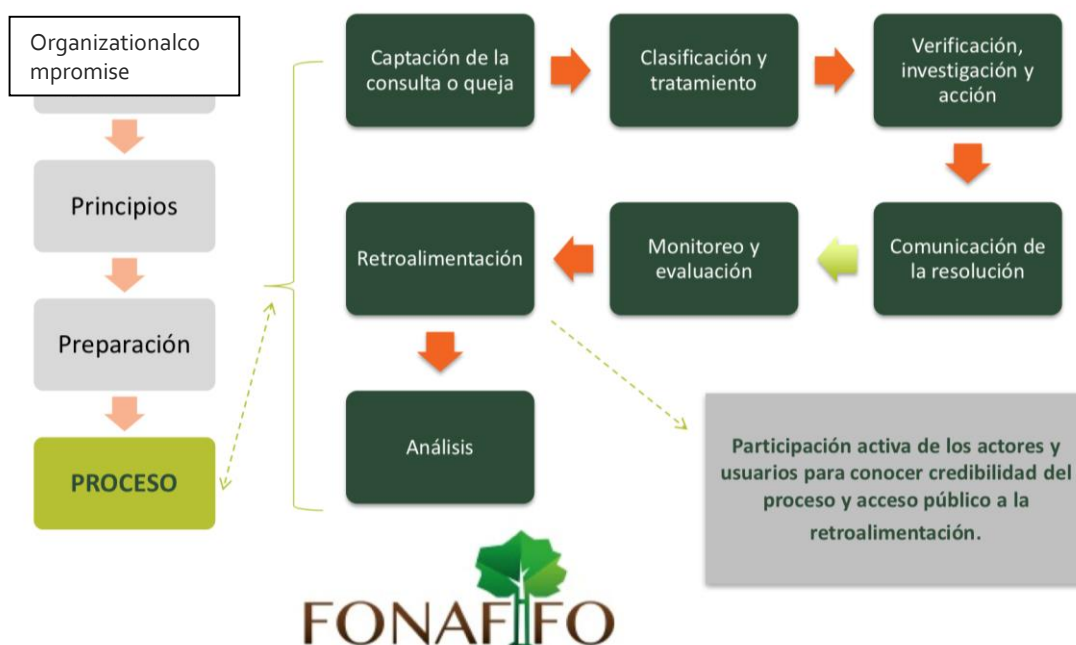 Organizationalco
mpromise
Principios
Preparación
PROCESO
Captación de la
consulta o queja
Clasificación y
tratamiento
Verificación,
investigación y
acción
Comunicación de
la resolución
Monitoreo y
evaluación
Retroalimentación
Análisis
Participación activa de los actores y
usuarios para conocer credibilidad del
proceso y acceso público a la
retroalimentación.
FONAFIFO